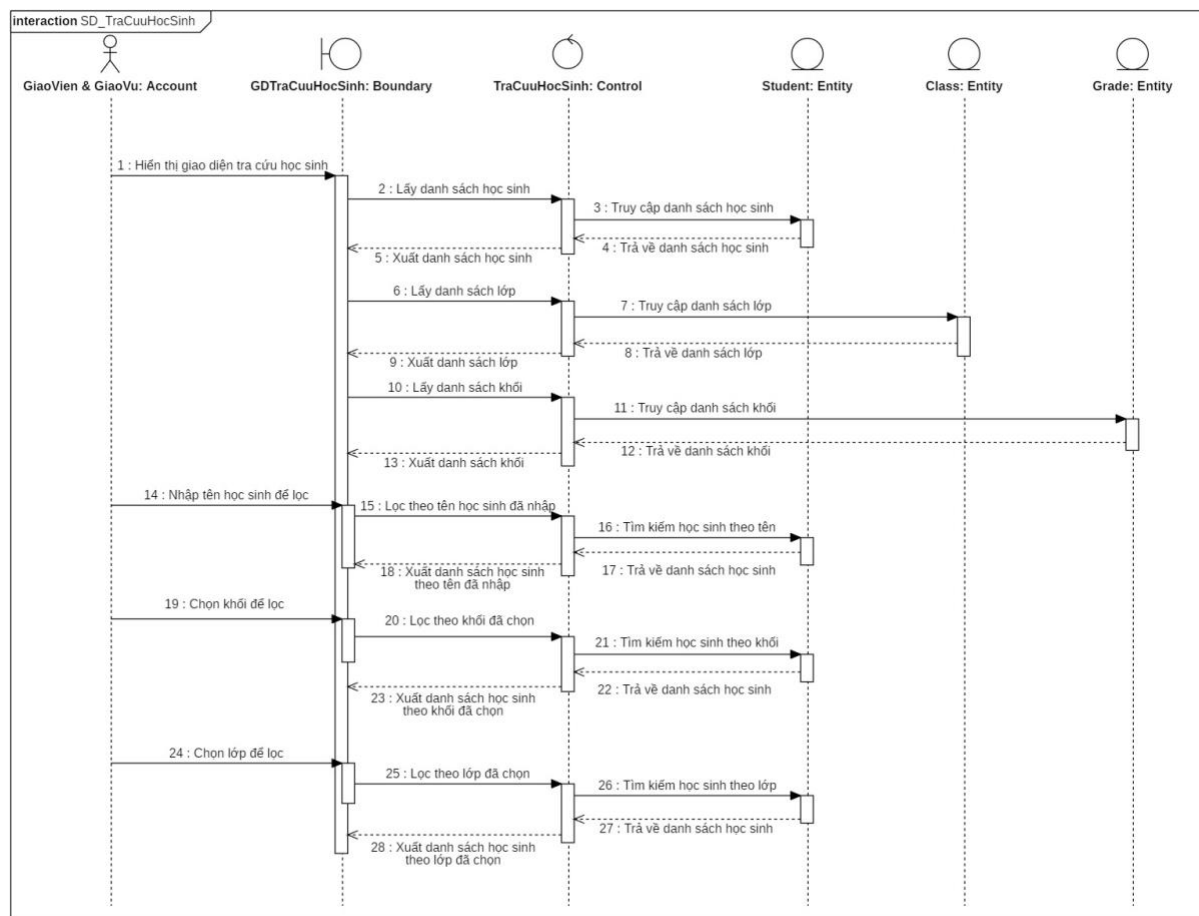 interaction SD_TraCuuHocSinh
GiaoVien & GiaoVu: Account
GDTraCuuHocSinh: Boundary
TraCuuHocSinh: Control
Student: Entity
Class: Entity
Grade: Entity
1 : Hiển thị giao diện tra cứu học sinh
2 : Lấy danh sách học sinh
3 : Truy cập danh sách học sinh
4 : Trả về danh sách học sinh
5 : Xuất danh sách học sinh
6 : Lấy danh sách lớp
7 : Truy cập danh sách lớp
8 : Trả về danh sách lớp
9 : Xuất danh sách lớp
10 : Lấy danh sách khối
11 : Truy cập danh sách khối
12 : Trả về danh sách khối
13 : Xuất danh sách khối
14 : Nhập tên học sinh để lọc
15 : Lọc theo tên học sinh đã nhập
16 : Tìm kiếm học sinh theo tên
17 : Trả về danh sách học sinh
18 : Xuất danh sách học sinh
theo tên đã nhập
19 : Chọn khối để lọc
20 : Lọc theo khối đã chọn
21 : Tìm kiếm học sinh theo khối
22 : Trả về danh sách học sinh
23 : Xuất danh sách học sinh
theo khối đã chọn
24 : Chọn lớp để lọc
25 : Lọc theo lớp đã chọn
26 : Tìm kiếm học sinh theo lớp
27 : Trả về danh sách học sinh
28 : Xuất danh sách học sinh
theo lớp đã chọn